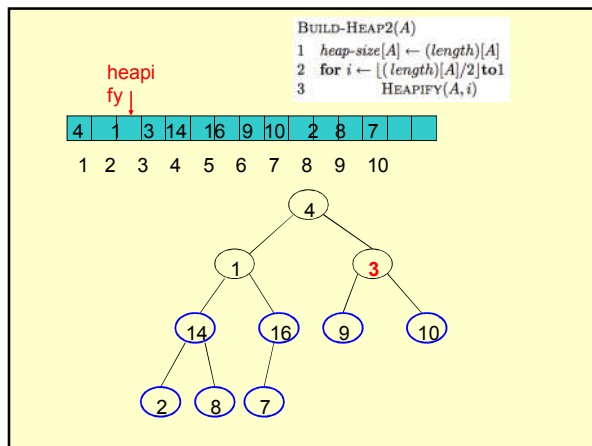 BUILD-HEAP2(A)
1 heap-size[A] ← (length)[A]
2 for i ← ⌊(length)[A]/2⌋to1
3 HEAPIFY(A, i)
heapi
fy
4 1 3 14 16 9 10 2 8 7
1 2 3 4 5 6 7 8 9 10
4
1 3
14 16 9 10
2 8 7